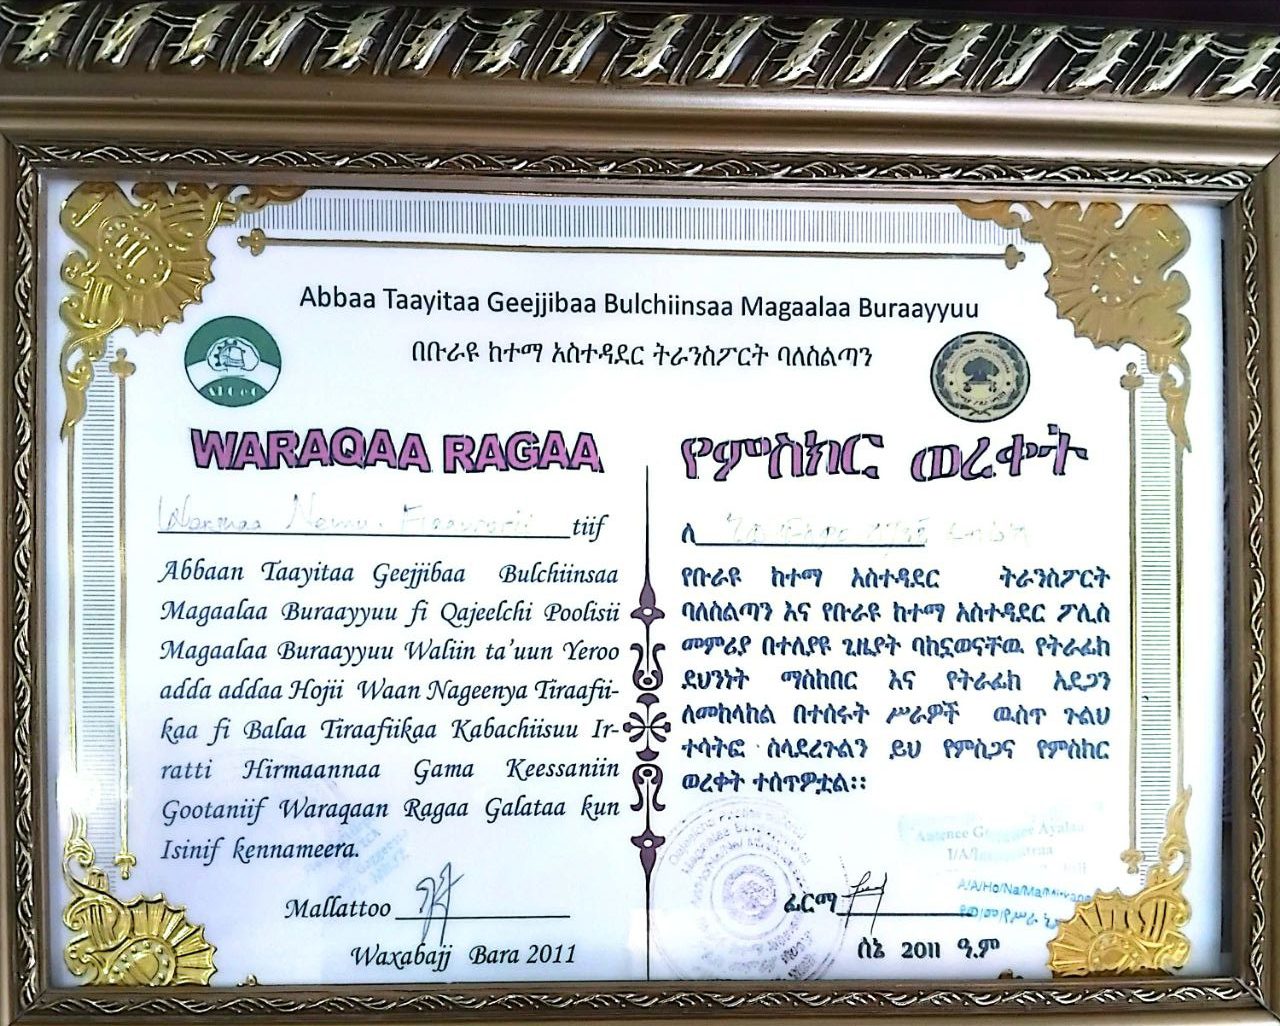 Abbaa Taayitaa Geejjibaa Bulchiinsaa Magaalaa Buraayyuu
በቡራዩ ከተማ አስተዳደር ትራንስፖርት ባለስልጣን
WARAQAA RAGAA
tiif
Abbaan Taayitaa Geejjibaa Bulchiinsaa
Magaalaa Buraayyuu fi Qajeelchi Poolisii
Magaalaa Buraayyuu Waliin ta'uun Yeroo
adda addaa Hojii Waan Nageenya Tiraafii-
kaa fi Balaa Tiraafiikaa Kabachiisuu Ir-
ratti Hirmaannaa Gama Keessaniin
Gootaniif Waraqaan Ragaa Galataa kun
Isinif kennameera.
Mallattoo
Waxabajj Bara 2011
የምስክር ወረቀት
ለ
የቡራዩ ከተማ አስተዳደር ትራንስፖርት
ባለስልጣን እና የቡራዩ ከተማ አስተዳደር ፖሊስ
መምሪያ በተለያዩ ጊዜያት ባከኗወናቸዉ የትራፊክ
ደህንነት ማስከበር እና የትራፊክ አደጋን
ለመከላከል በተሰሩት ሥራዎች ዉስጥ ጉልህ
ተሳትፎ ስላደረጉልን ይህ የምስጋና የምስክር
ወረቀት ተሰጥዎቷል፡፡
ፊርማ
ሰኔ 2011 ዓ.ም